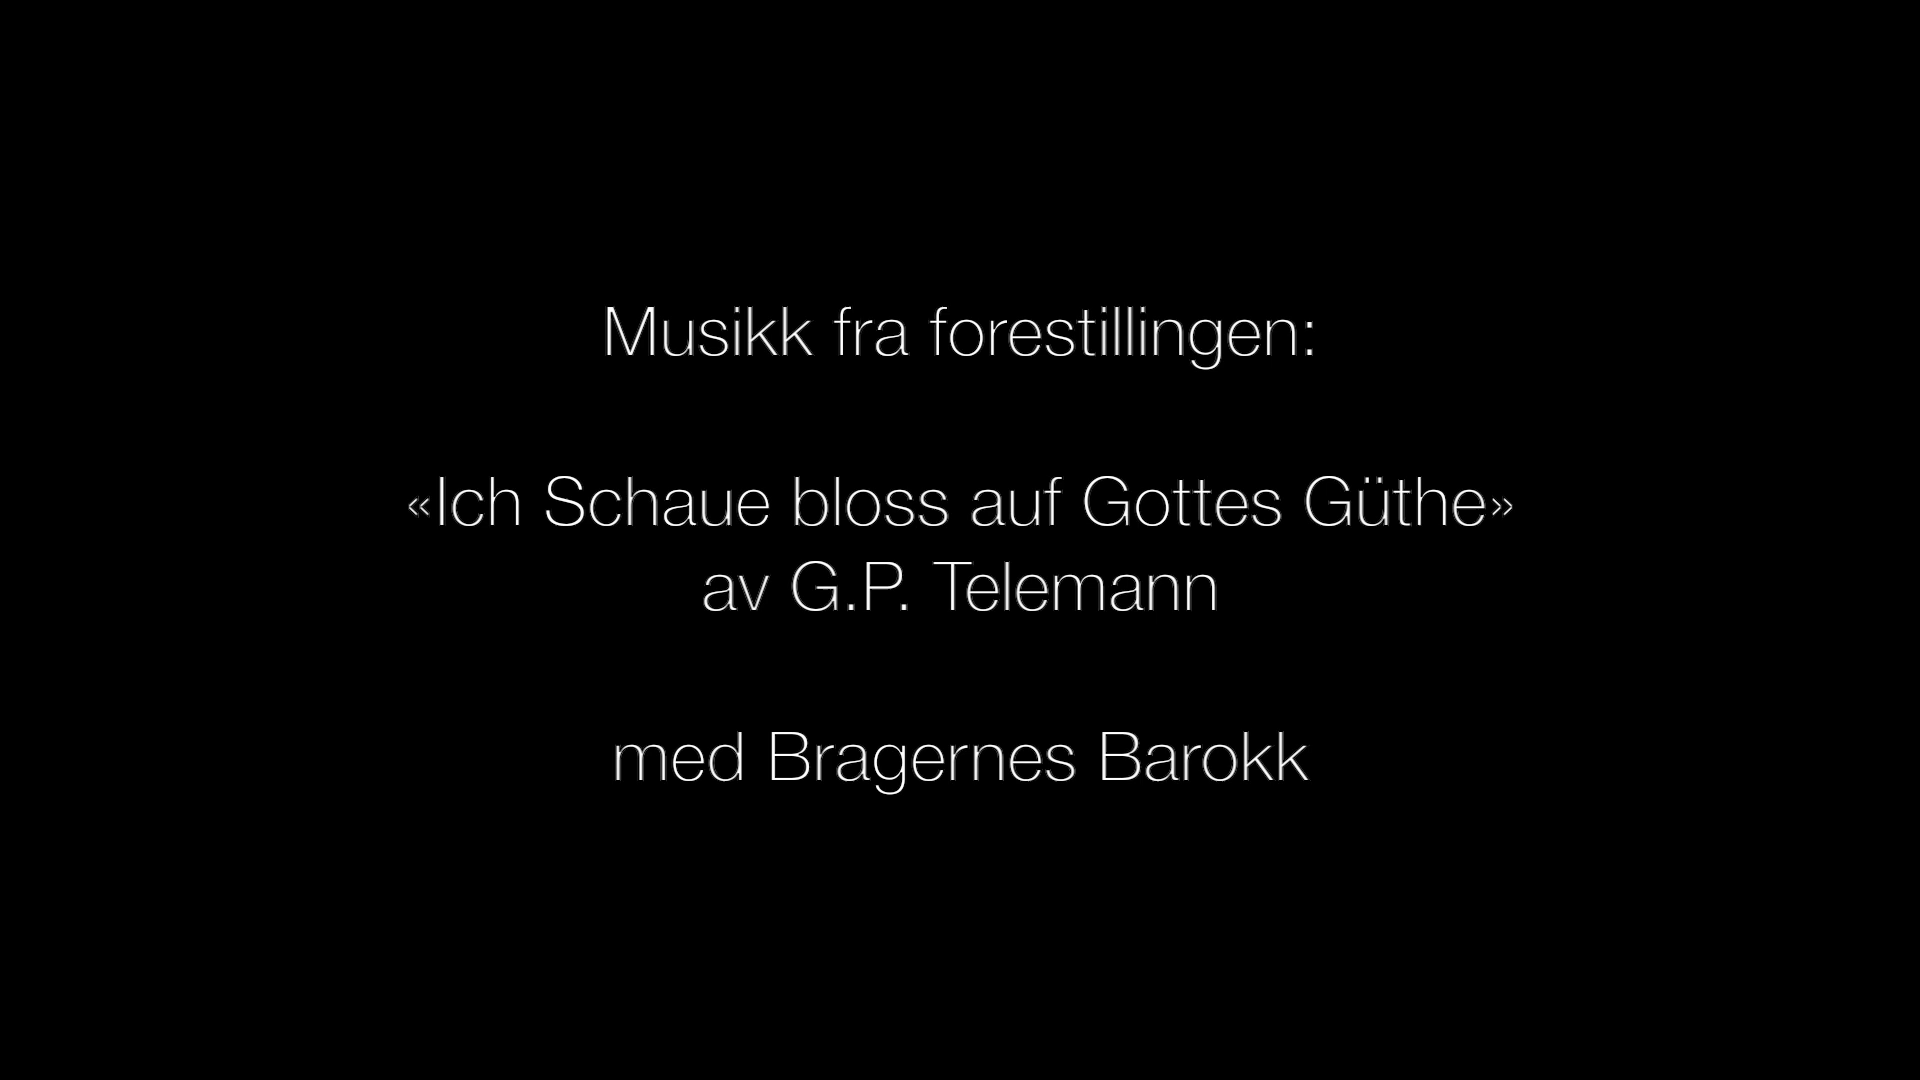 Musikk fra forestillingen:
«Ich Schaue bloss auf Gottes Güthe»
av G.P. Telemann
med Bragernes Barokk